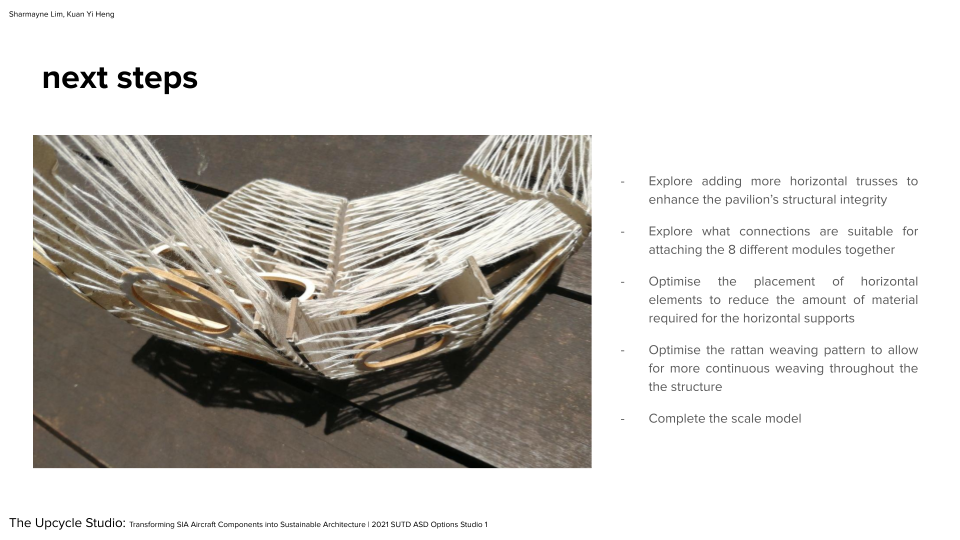 Sharmayne Lim, Kuan Yi Heng
next steps
- Explore adding more horizontal trusses to
enhance the pavilion's structural integrity
- Explore what connections are suitable for
attaching the 8 different modules together
- Optimise the placement of horizontal
elements to reduce the amount of material
required for the horizontal supports
- Optimise the rattan weaving pattern to allow
for more continuous weaving throughout the
the structure
- Complete the scale model
The Upcycle Studio: Transforming SIA Aircraft Components into Sustainable Architecture | 2021 SUTD ASD Options Studio 1